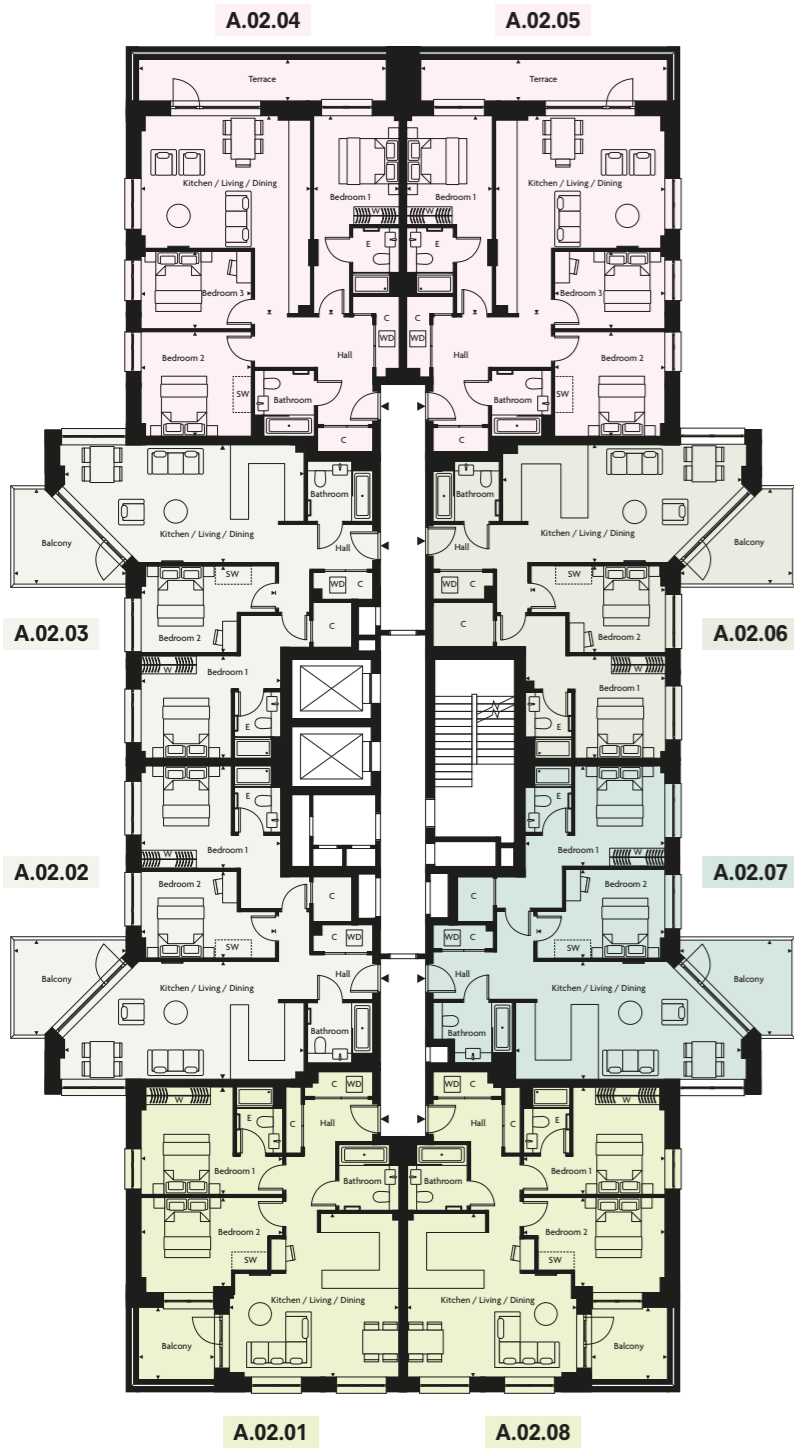 A.02.04
A.02.05
Terrace
Terrace
Kitchen / Living / Dining
Bedroom 1
W
Bedroom 1
W
Kitchen / Living / Dining
E
E
Bedroom 3
Bedroom 3
C
WD
C
WD
Bedroom 2
Hall
Hall
Bedroom 2
SW
Bathroom
Bathroom
SW
C
C
Bathroom
Bathroom
Balcony
Kitchen / Living / Dining
Hall
Hall
Kitchen / Living / Dining
Balcony
SW
WD
C
WD
C
SW
A.02.03
Bedroom 2
C
C
Bedroom 2
A.02.06
W
Bedroom 1
W
Bedroom 1
E
E
E
E
Bedroom 1
W
Bedroom 1
W
A.02.02
Bedroom 2
C
C
Bedroom 2
A.02.07
SW
C
WD
WD
C
SW
Balcony
Kitchen / Living / Dining
Hall
Hall
Kitchen / Living / Dining
Balcony
Bathroom
Bathroom
W
C
WD
WD
C
W
E
C
Hall
Hall
C
E
Bedroom 1
Bathroom
Bathroom
Bedroom 1
Bedroom 2
SW
Bedroom 2
SW
Kitchen / Living / Dining
Kitchen / Living / Dining
Balcony
Balcony
A.02.01
A.02.08